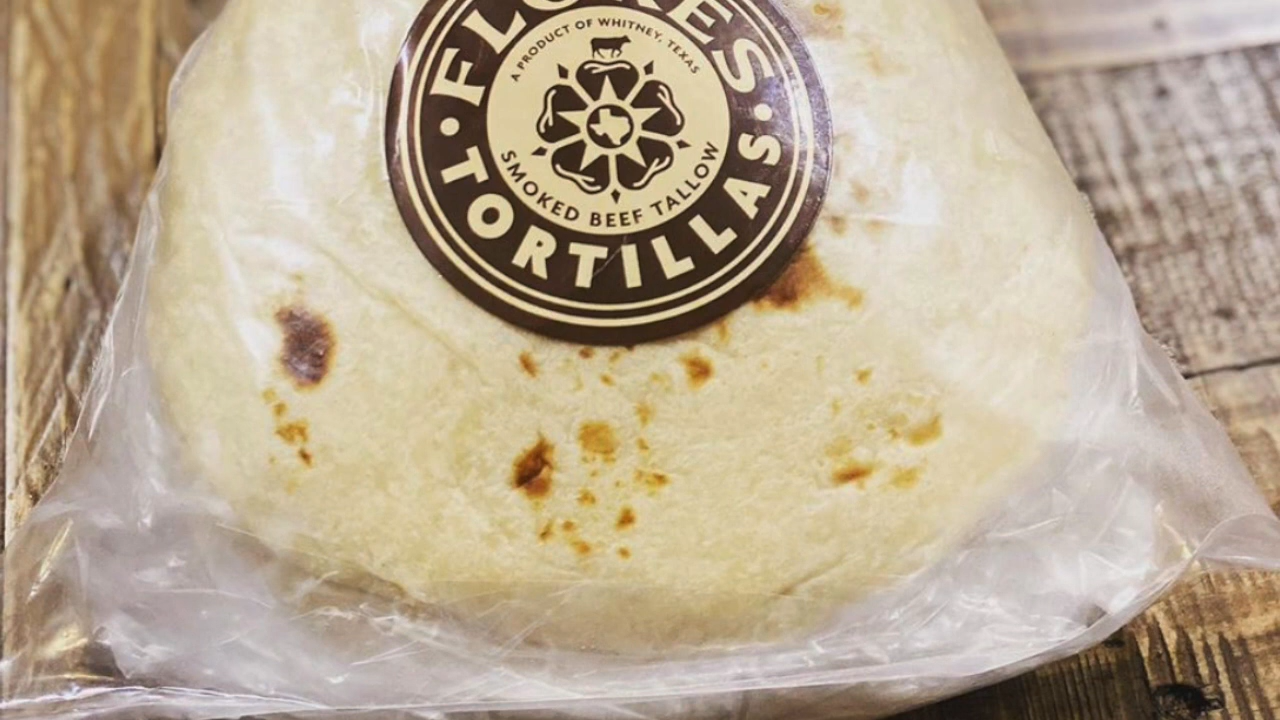 FLORES
A PRODUCT OF WHITNEY, TEXAS
SMOKED BEEF TALLOW
TORTILLAS